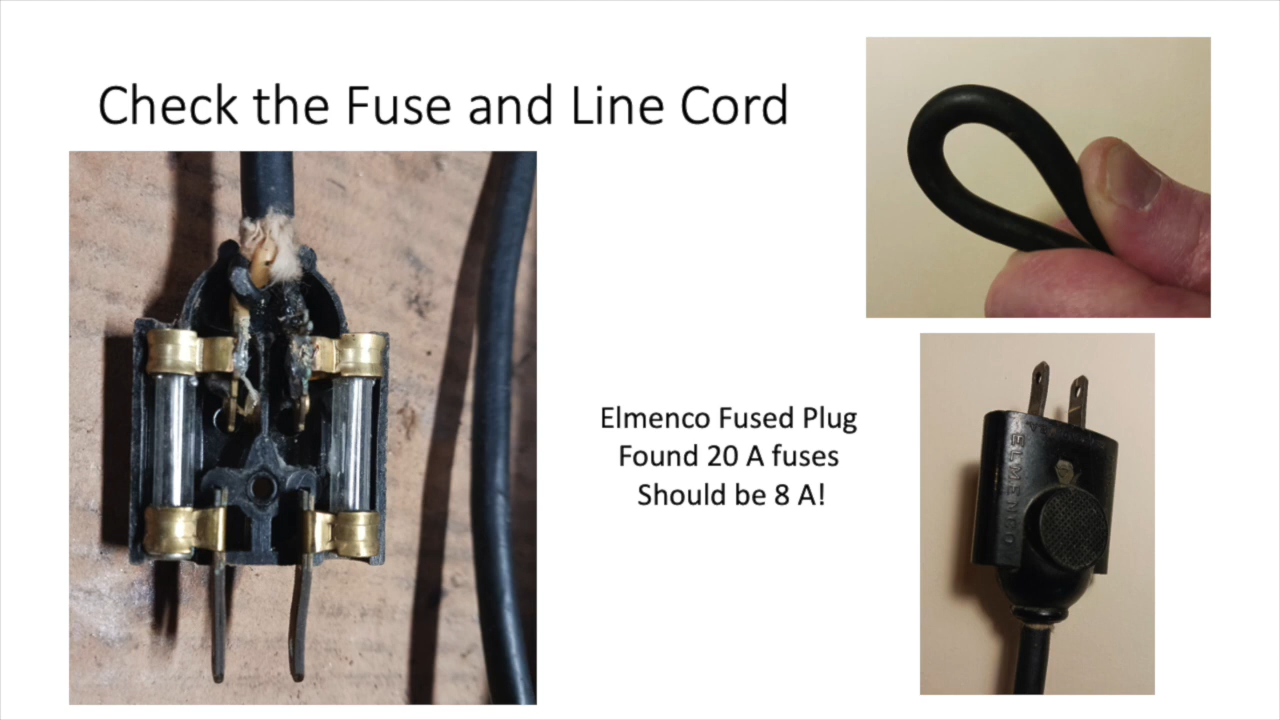 Check the Fuse and Line Cord
Elmenco Fused Plug
Found 20 A fuses
Should be 8 A!
ELMENCO